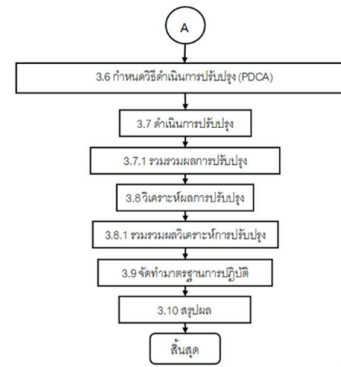 A
3.6 กำหนดวิธีดำเนินการปรับปรุง (PDCA)
3.7 ดำเนินการปรับปรุง
3.7.1 รวมรวมผลการปรับปรุง
3.8 วิเคราะห์ผลการปรับปรุง
3.8.1 รวมรวมผลวิเคราะห์การปรับปรุง
3.9 จัดทำมาตรฐานการปฏิบัติ
3.10 สรุปผล
สิ้นสุด